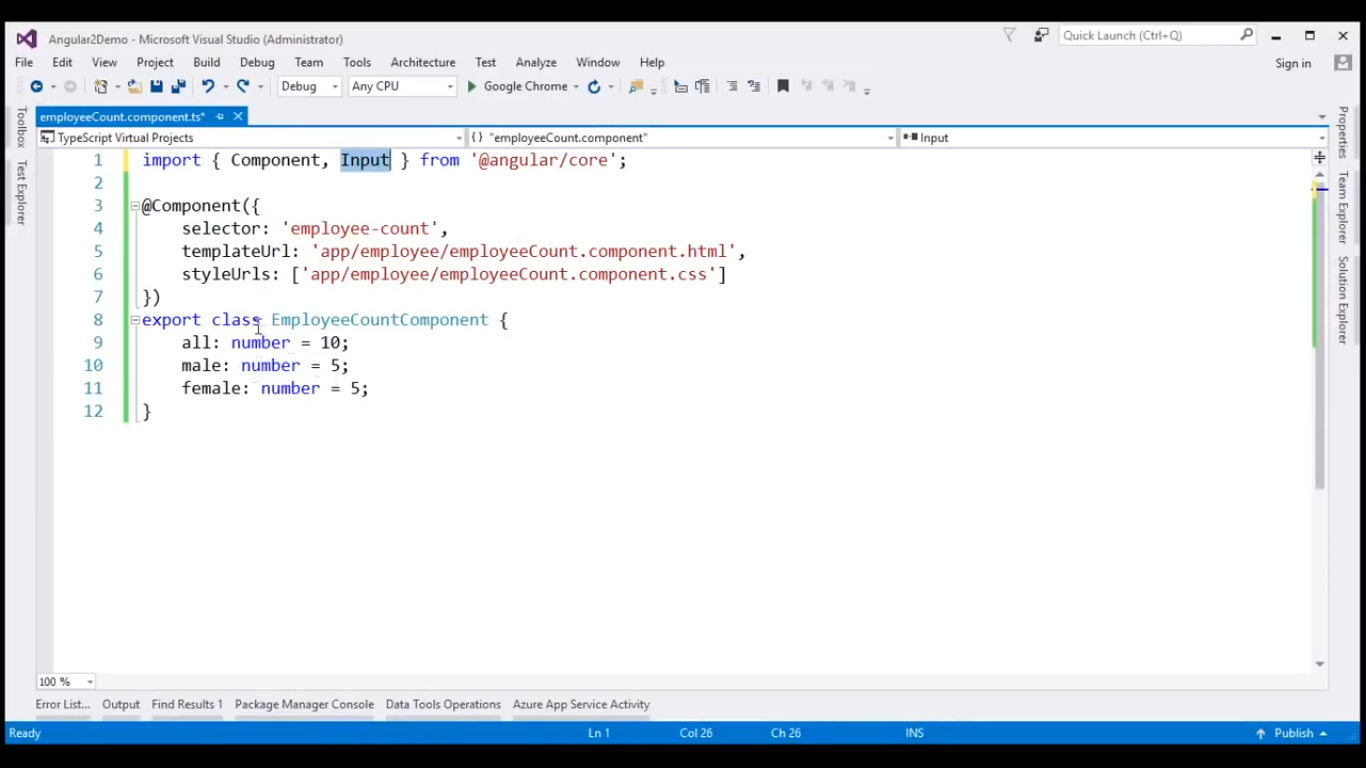 Angular2Demo - Microsoft Visual Studio (Administrator)
Quick Launch (Ctrl+Q)
File Edit View Project Build Debug Team Tools Architecture Test Analyze Window Help
Sign in
Debug Any CPU Google Chrome
employeeCount.component.ts*
TypeScript Virtual Projects {} "employeeCount.component" Input
1 import { Component, Input } from '@angular/core';
2
3 @Component({
4 selector: 'employee-count',
5 templateUrl: 'app/employee/employeeCount.component.html',
6 styleUrls: ['app/employee/employeeCount.component.css']
7 })
8 export class EmployeeCountComponent {
9 all: number = 10;
10 male: number = 5;
11 female: number = 5;
12 }
Toolbox
Test Explorer
Properties
Team Explorer
Solution Explorer
100 %
Error List... Output Find Results 1 Package Manager Console Data Tools Operations Azure App Service Activity
Ready Ln 1 Col 26 Ch 26 INS Publish